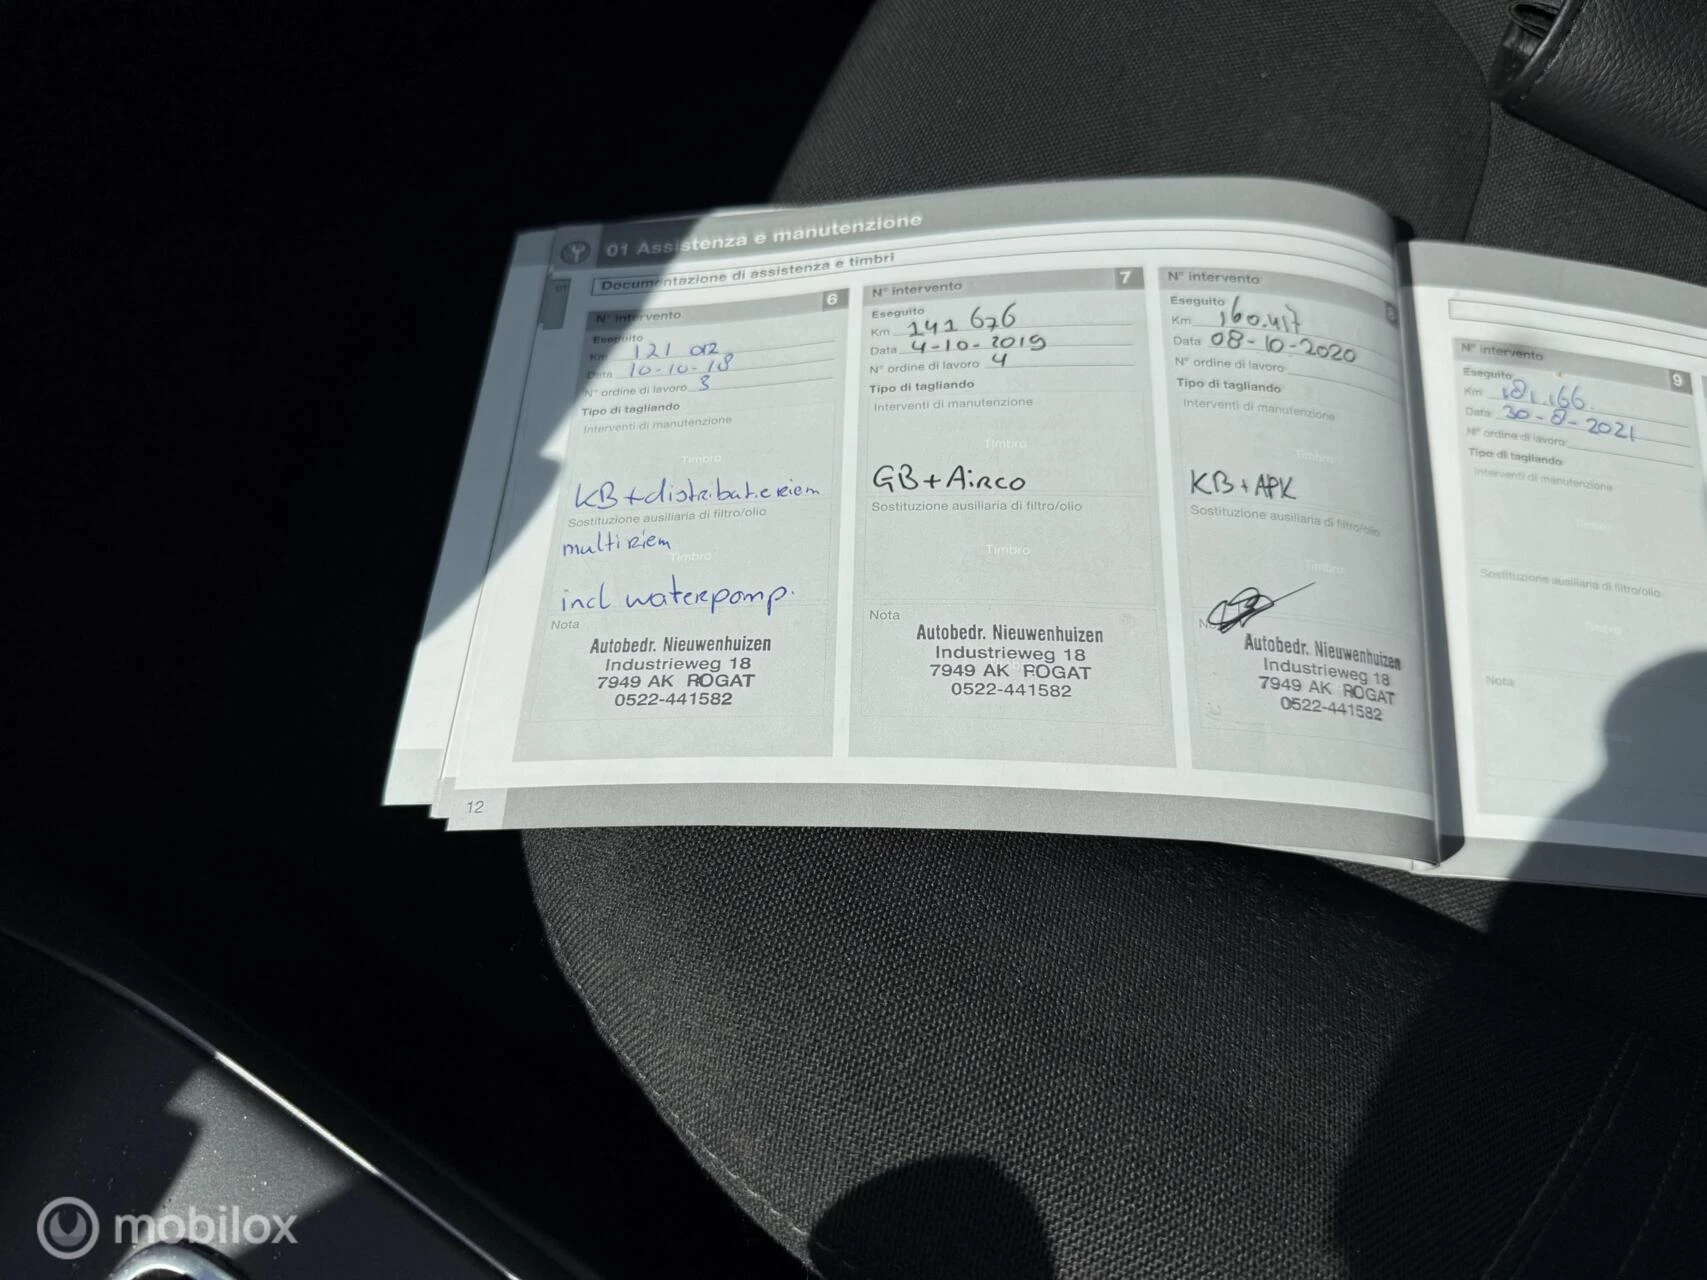 01 Assistenza e manutenzione
01
Documentazione di assistenza e timbri
N° intervento 6
Eseguito
Km 121 012
Data 10-10-18
N° ordine di lavoro 3
Tipo di tagliando
Interventi di manutenzione
Timbro
KB + distributieriem
Sostituzione ausiliaria di filtro/olio
multiriem
Timbro
incl waterpomp.
Nota
Autobedr. Nieuwenhuizen
Industrieweg 18
7949 AK ROGAT
0522-441582
N° intervento 7
Eseguito
Km 141 676
Data 4-10-2019
N° ordine di lavoro 4
Tipo di tagliando
Interventi di manutenzione
Timbro
GB + AIRCO
Sostituzione ausiliaria di filtro/olio
Timbro
Nota
Autobedr. Nieuwenhuizen
Industrieweg 18
7949 AK ROGAT
0522-441582
N° intervento 8
Eseguito
Km 160.417
Data 08-10-2020
N° ordine di lavoro
Tipo di tagliando
Interventi di manutenzione
Timbro
KB + APK
Sostituzione ausiliaria di filtro/olio
Timbro
Autobedr. Nieuwenhuizen
Industrieweg 18
7949 AK ROGAT
0522-441582
N° intervento 9
Eseguito
Km 181.166.
Data 30-8-2021
N° ordine di lavoro
Tipo di tagliando
Interventi di manutenzione
Timbro
Sostituzione ausiliaria di filtro/olio
Timbro
Nota
12
mobilox